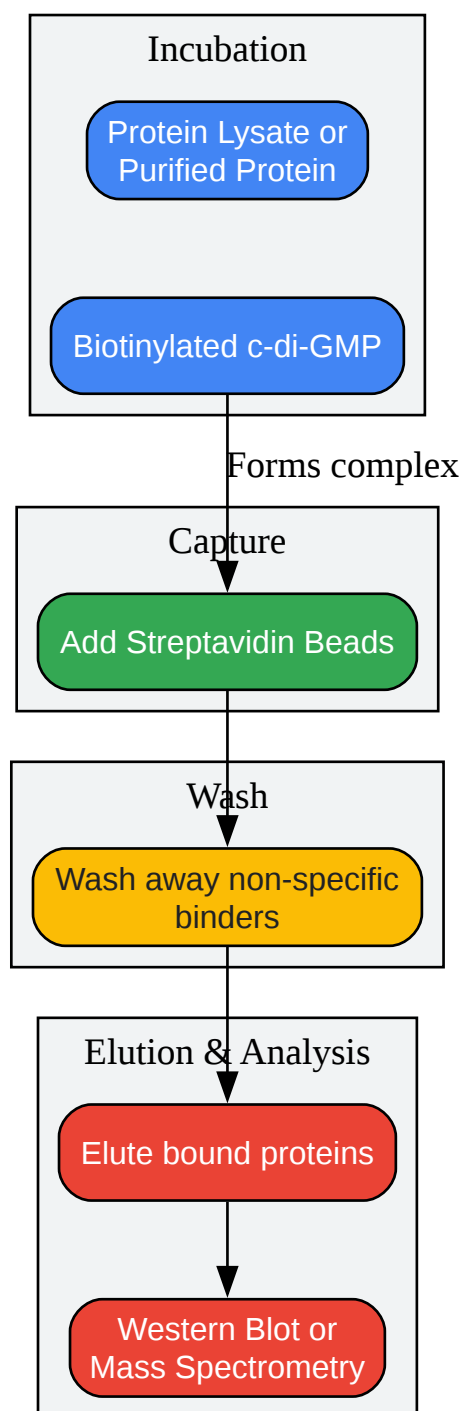 Incubation
Protein Lysate or
Purified Protein
Biotinylated c-di-GMP
Forms complex
Capture
Add Streptavidin Beads
Wash
Wash away non-specific
binders
Elution & Analysis
Elute bound proteins
Western Blot or
Mass Spectrometry